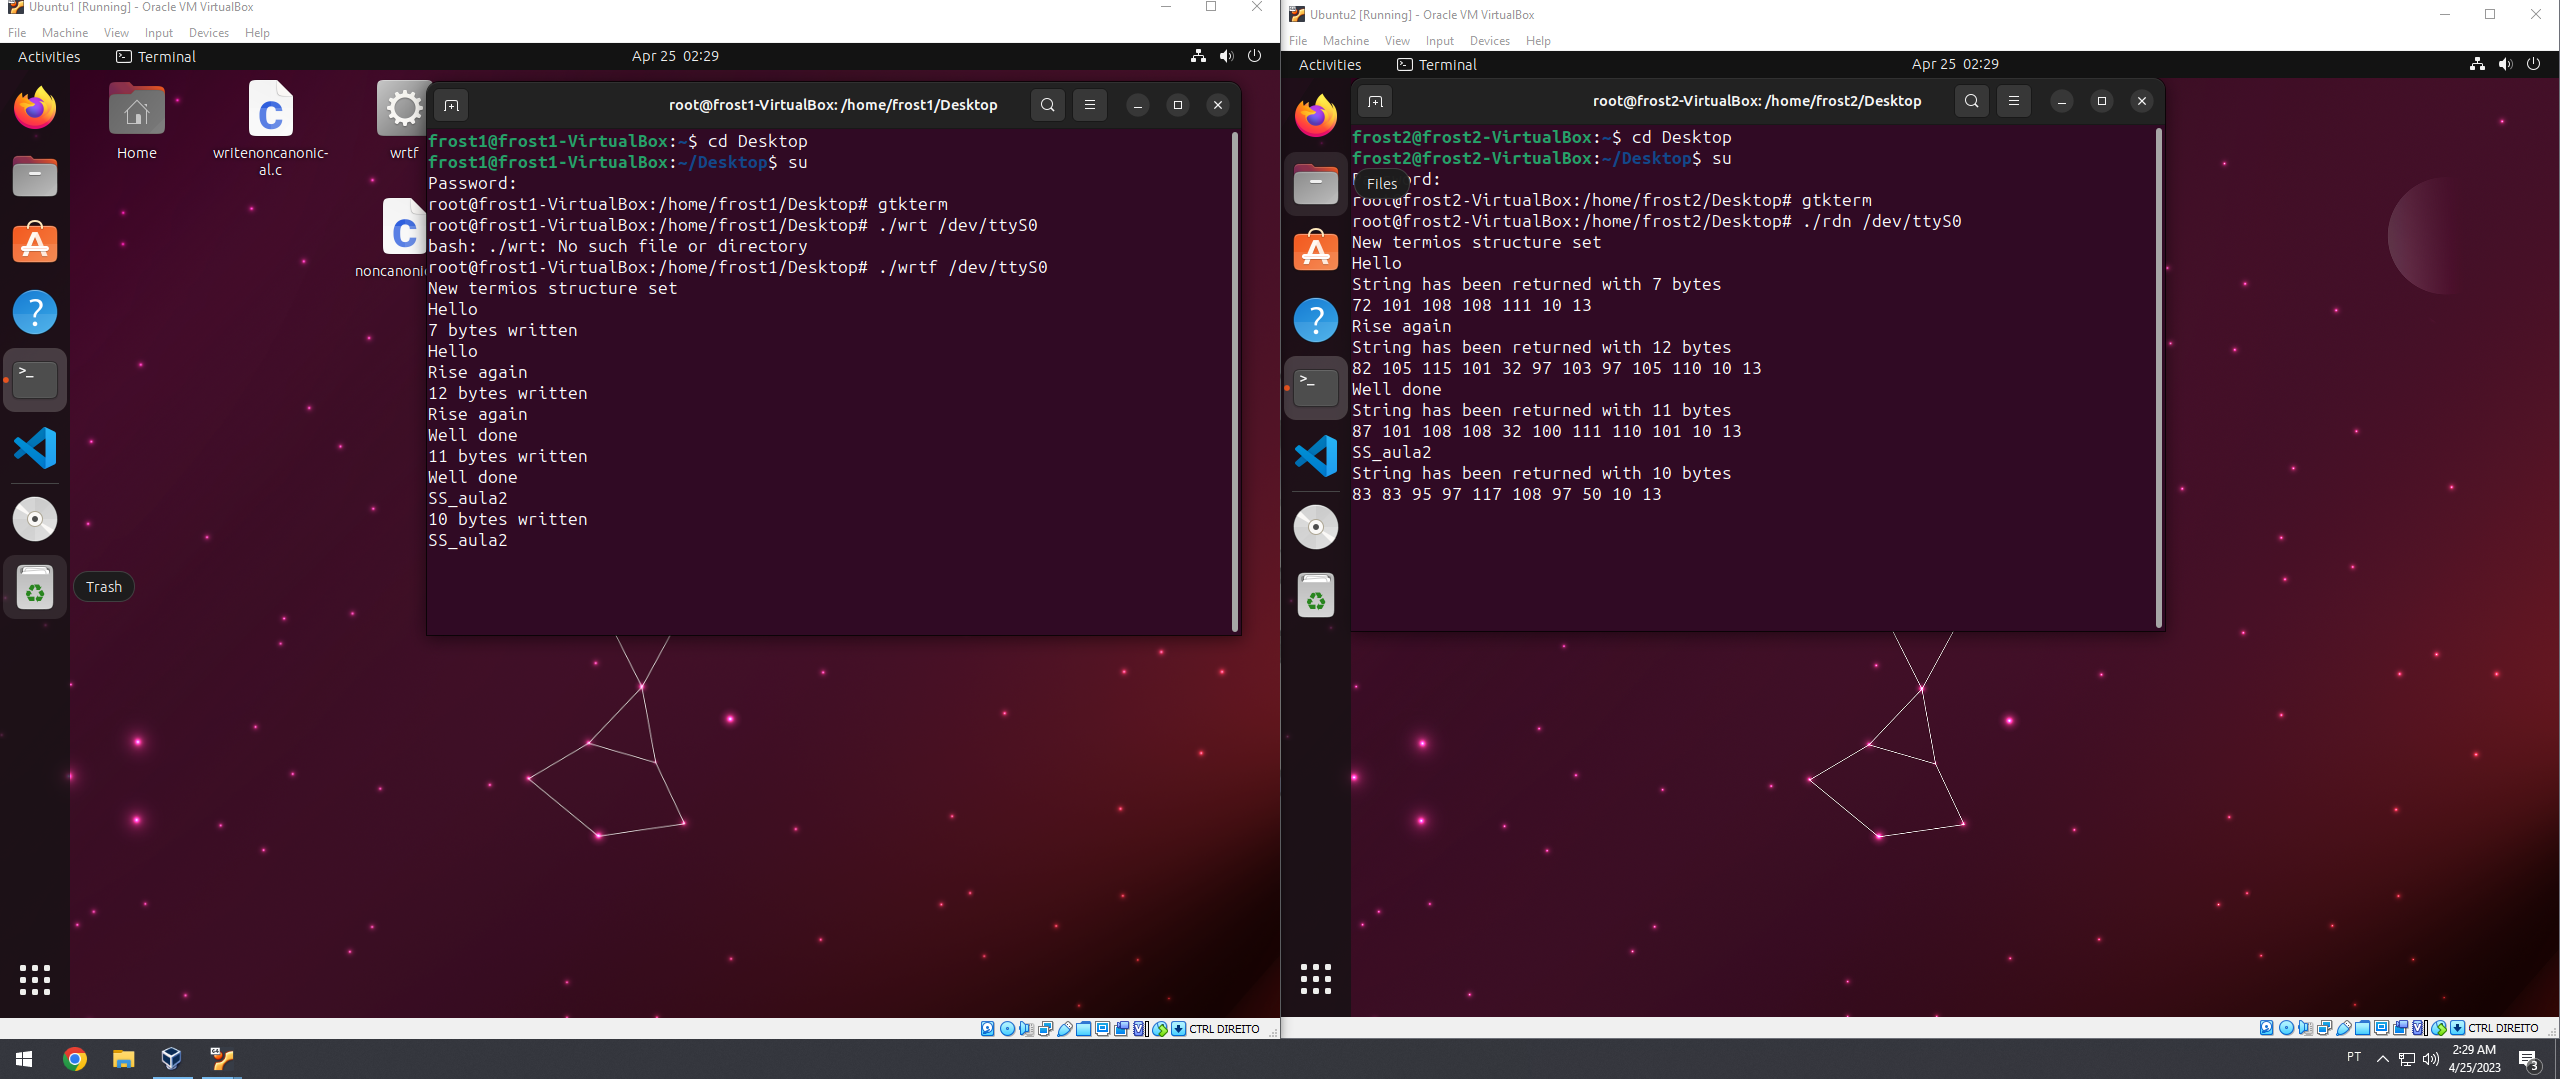 Ubuntu1 [Running] - Oracle VM VirtualBox
File Machine View Input Devices Help
Activities Terminal Apr 25 02:29
Home
writenoncanonic-
al.c
wrtf
noncanonic
root@frost1-VirtualBox: /home/frost1/Desktop
frost1@frost1-VirtualBox:~$ cd Desktop
frost1@frost1-VirtualBox:~/Desktop$ su
Password:
root@frost1-VirtualBox:/home/frost1/Desktop# gtkterm
root@frost1-VirtualBox:/home/frost1/Desktop# ./wrt /dev/ttyS0
bash: ./wrt: No such file or directory
root@frost1-VirtualBox:/home/frost1/Desktop# ./wrtf /dev/ttyS0
New termios structure set
Hello
7 bytes written
Hello
Rise again
12 bytes written
Rise again
Well done
11 bytes written
Well done
SS_aula2
10 bytes written
SS_aula2
Trash
CTRL DIREITO
Ubuntu2 [Running] - Oracle VM VirtualBox
File Machine View Input Devices Help
Activities Terminal Apr 25 02:29
root@frost2-VirtualBox: /home/frost2/Desktop
frost2@frost2-VirtualBox:~$ cd Desktop
frost2@frost2-VirtualBox:~/Desktop$ su
Files
ord:
root@frost2-VirtualBox:/home/frost2/Desktop# gtkterm
root@frost2-VirtualBox:/home/frost2/Desktop# ./rdn /dev/ttyS0
New termios structure set
Hello
String has been returned with 7 bytes
72 101 108 108 111 10 13
Rise again
String has been returned with 12 bytes
82 105 115 101 32 97 103 97 105 110 10 13
Well done
String has been returned with 11 bytes
87 101 108 108 32 100 111 110 101 10 13
SS_aula2
String has been returned with 10 bytes
83 83 95 97 117 108 97 50 10 13
CTRL DIREITO
PT
2:29 AM
4/25/2023
3